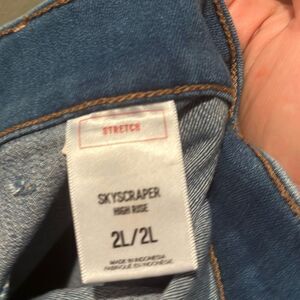 STRETCH
SKYSCRAPER
HIGH RISE
2L/2L
MADE IN INDONESIA
FABRIQUÉ EN INDONÉSIE